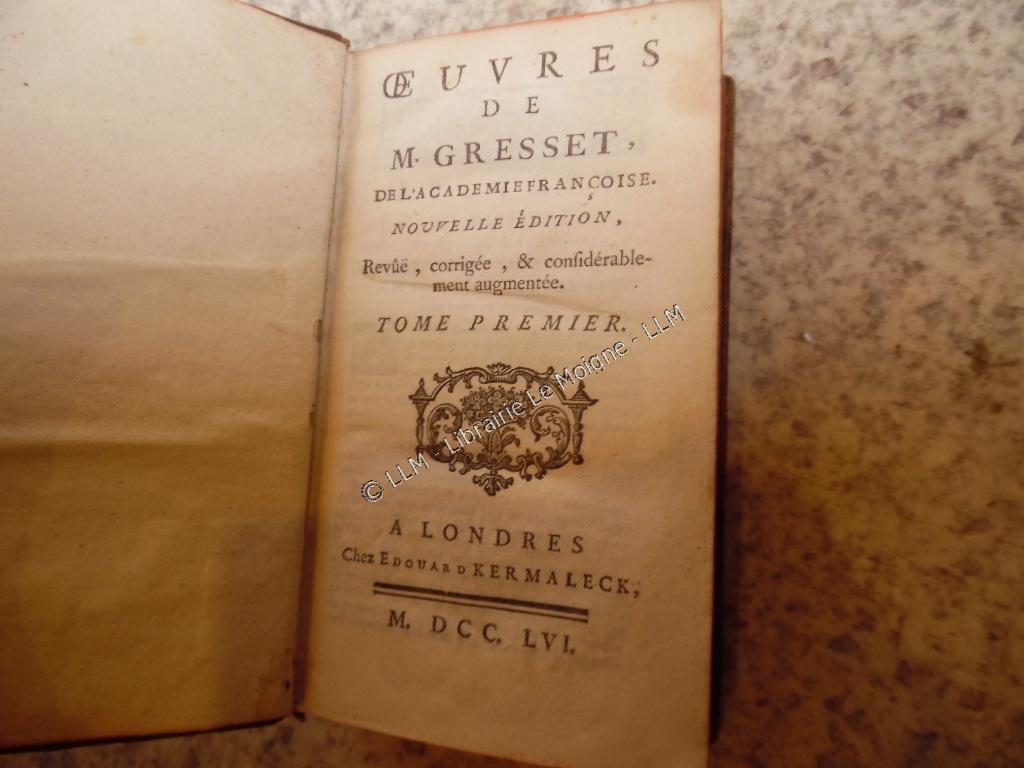 ŒUVRES
DE
M. GRESSET,
DE L'ACADEMIE FRANÇOISE.
NOUVELLE ÉDITION,
Revûë, corrigée, & conſidérable-
ment augmentée.
TOME PREMIER.
© LLM - Librairie Le Moigne - LLM
A LONDRES
Chez EDOUARD KERMALECK,
M. DCC. LVI.